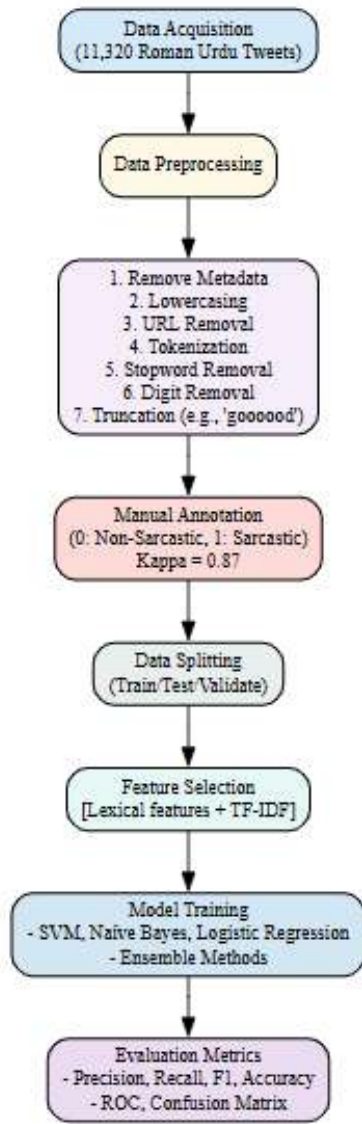 Data Acquisition
(11,320 Roman Urdu Tweets)
Data Preprocessing
1. Remove Metadata
2. Lowercasing
3. URL Removal
4. Tokenization
5. Stopword Removal
6. Digit Removal
7. Truncation (e.g., 'goooood')
Manual Annotation
(0: Non-Sarcastic, 1: Sarcastic)
Kappa = 0.87
Data Splitting
(Train/Test/Validate)
Feature Selection
[Lexical features + TF-IDF]
Model Training
- SVM, Naïve Bayes, Logistic Regression
- Ensemble Methods
Evaluation Metrics
- Precision, Recall, F1, Accuracy
- ROC, Confusion Matrix